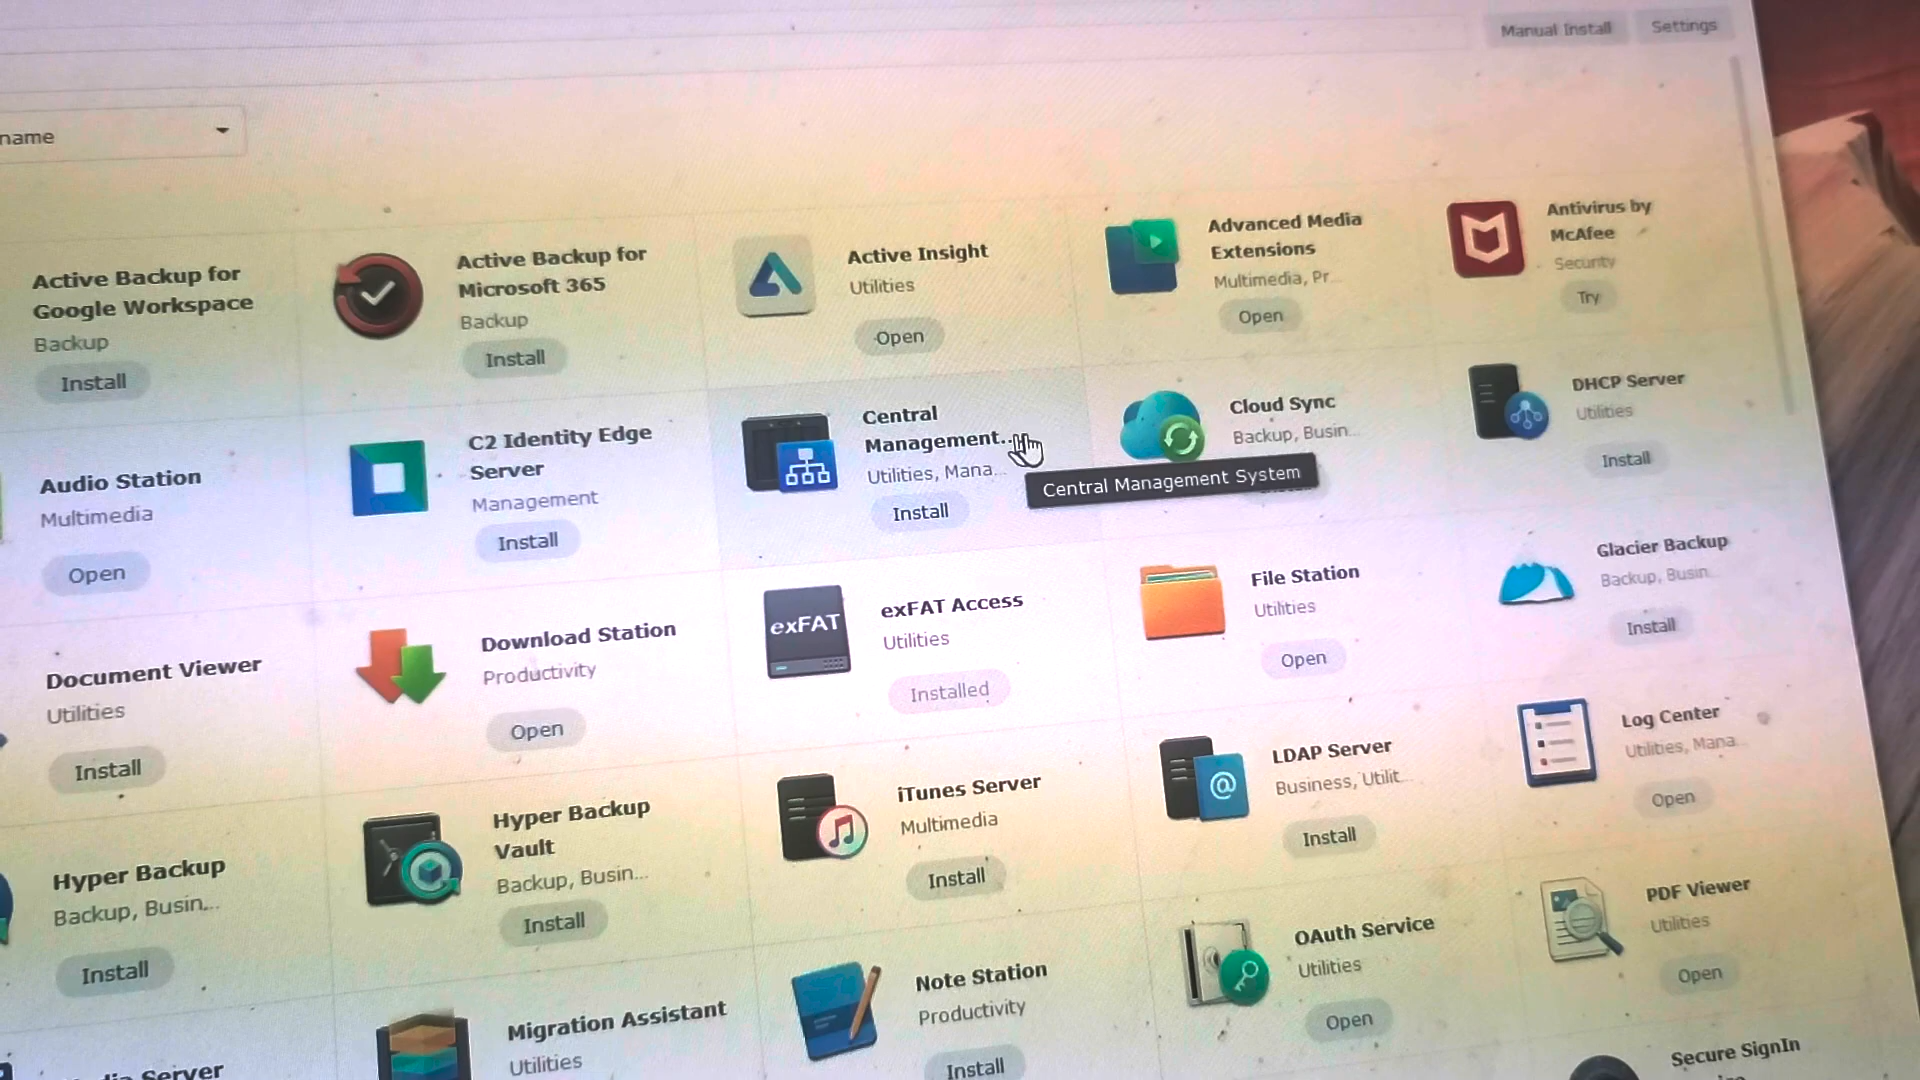 Manual Install
Settings
name
Active Backup for
Google Workspace
Backup
Install
Active Backup for
Microsoft 365
Backup
Install
Active Insight
Utilities
Open
Advanced Media
Extensions
Multimedia, Pr...
Open
Antivirus by
McAfee
Security
Try
Audio Station
Multimedia
Open
C2 Identity Edge
Server
Management
Install
Central
Management...
Utilities, Mana...
Install
Central Management System
Cloud Sync
Backup, Busin...
DHCP Server
Utilities
Install
Document Viewer
Utilities
Install
Download Station
Productivity
Open
exFAT
exFAT Access
Utilities
Installed
File Station
Utilities
Open
Glacier Backup
Backup, Busin...
Install
Hyper Backup
Backup, Busin...
Install
Hyper Backup
Vault
Backup, Busin...
Install
iTunes Server
Multimedia
Install
@
LDAP Server
Business, Utilit...
Install
Log Center
Utilities, Mana...
Open
Server
Migration Assistant
Utilities
Note Station
Productivity
Install
OAuth Service
Utilities
Open
PDF Viewer
Utilities
Open
Secure SignIn